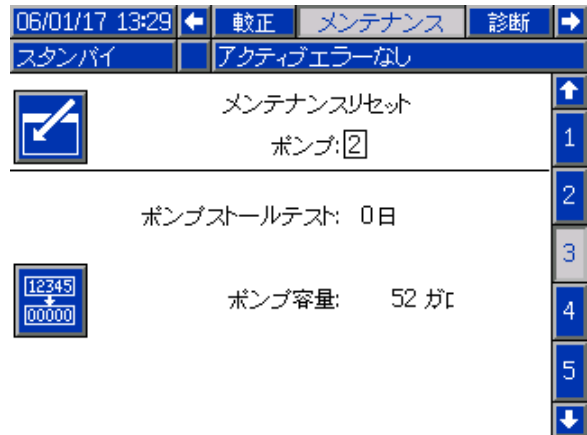 06/01/17 13:29 較正 メンテナンス 診断
スタンバイ アクティブエラーなし
メンテナンスリセット
ポンプ:2
1
2
ポンプストールテスト: 0日
3
12345
00000
ポンプ容量: 52 ガロ
4
5